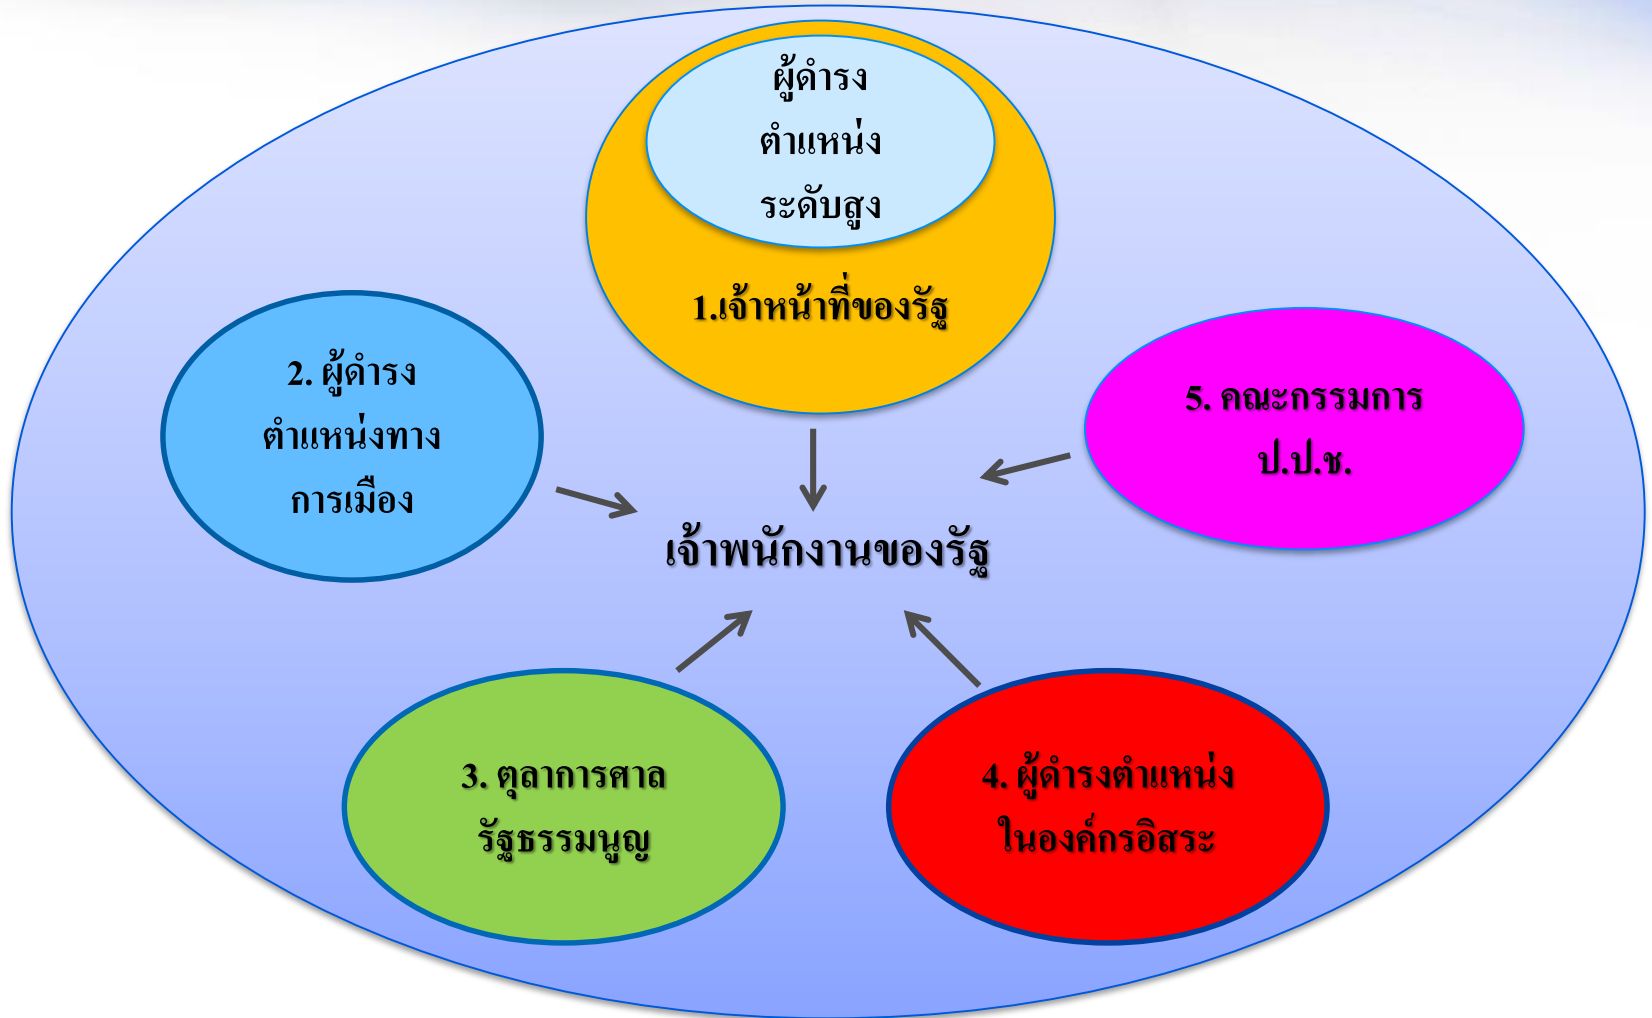 ผู้ดำรง
ตำแหน่ง
ระดับสูง
1.เจ้าหน้าที่ของรัฐ
2. ผู้ดำรง
ตำแหน่งทาง
การเมือง
5. คณะกรรมการ
ป.ป.ช.
เจ้าพนักงานของรัฐ
3. ตุลาการศาล
รัฐธรรมนูญ
4. ผู้ดำรงตำแหน่ง
ในองค์กรอิสระ